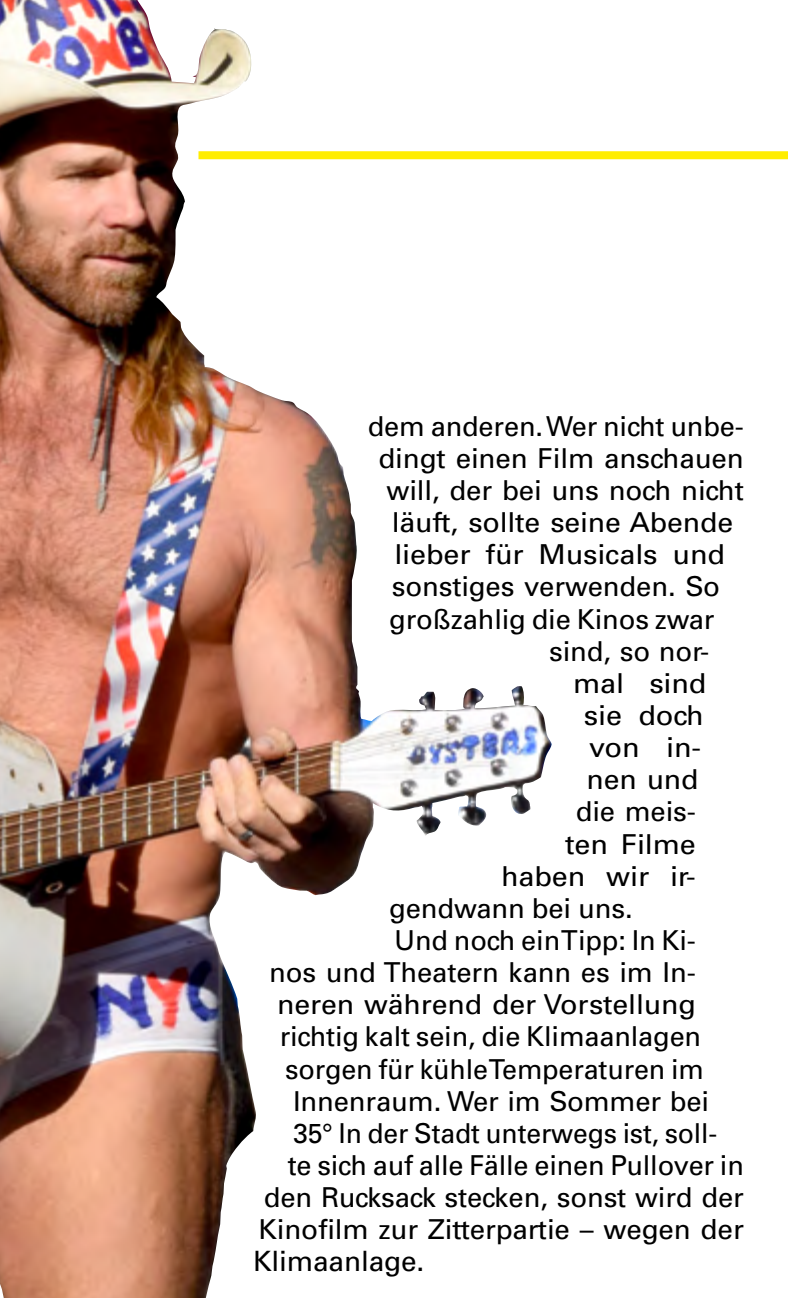 NAKED
COWBOY
dem anderen. Wer nicht unbe-
dingt einen Film anschauen
will, der bei uns noch nicht
läuft, sollte seine Abende
lieber für Musicals und
sonstiges verwenden. So
großzahlig die Kinos zwar
sind, so nor-
mal sind
sie doch
von in-
nen und
die meis-
ten Filme
haben wir ir-
gendwann bei uns.
Und noch ein Tipp: In Ki-
nos und Theatern kann es im In-
neren während der Vorstellung
richtig kalt sein, die Klimaanlagen
sorgen für kühle Temperaturen im
Innenraum. Wer im Sommer bei
35° In der Stadt unterwegs ist, soll-
te sich auf alle Fälle einen Pullover in
den Rucksack stecken, sonst wird der
Kinofilm zur Zitterpartie – wegen der
Klimaanlage.
OYSTERS
NYC